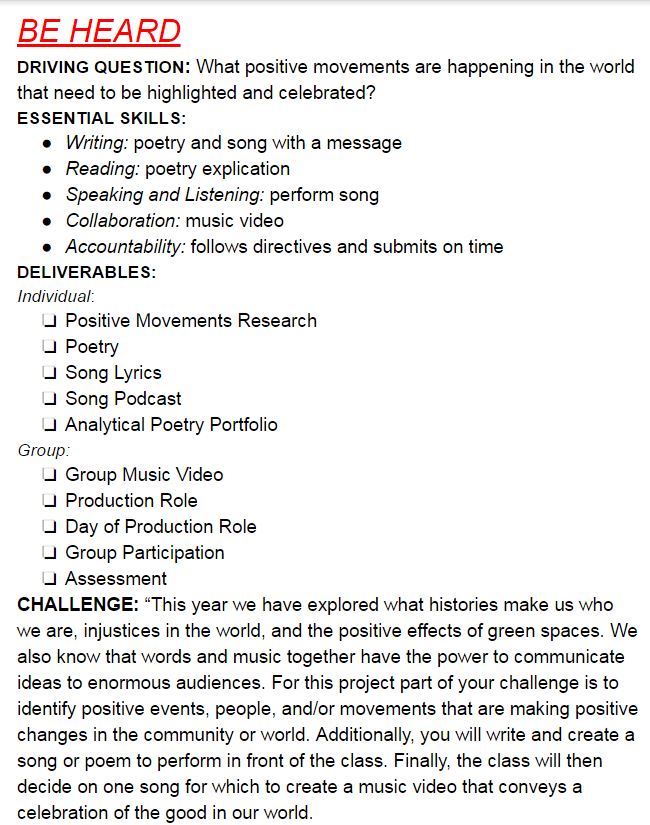 BE HEARD
DRIVING QUESTION: What positive movements are happening in the world
that need to be highlighted and celebrated?
ESSENTIAL SKILLS:
● Writing: poetry and song with a message
● Reading: poetry explication
● Speaking and Listening: perform song
● Collaboration: music video
● Accountability: follows directives and submits on time
DELIVERABLES:
Individual:
❏ Positive Movements Research
❏ Poetry
❏ Song Lyrics
❏ Song Podcast
❏ Analytical Poetry Portfolio
Group:
❏ Group Music Video
❏ Production Role
❏ Day of Production Role
❏ Group Participation
❏ Assessment
CHALLENGE: “This year we have explored what histories make us who
we are, injustices in the world, and the positive effects of green spaces. We
also know that words and music together have the power to communicate
ideas to enormous audiences. For this project part of your challenge is to
identify positive events, people, and/or movements that are making positive
changes in the community or world. Additionally, you will write and create a
song or poem to perform in front of the class. Finally, the class will then
decide on one song for which to create a music video that conveys a
celebration of the good in our world.